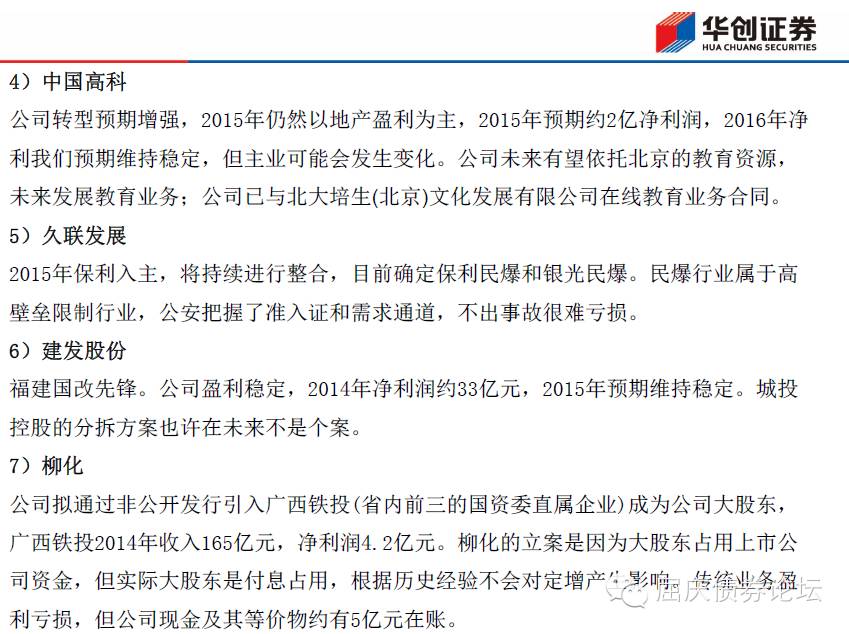 华创证券
HUA CHUANG SECURITIES
4）中国高科
公司转型预期增强，2015年仍然以地产盈利为主，2015年预期约2亿净利润，2016年净
利我们预期维持稳定，但主业可能会发生变化。公司未来有望依托北京的教育资源，
未来发展教育业务；公司已与北大培生(北京)文化发展有限公司在线教育业务合同。
5）久联发展
2015年保利入主，将持续进行整合，目前确定保利民爆和银光民爆。民爆行业属于高
壁垒限制行业，公安把握了准入证和需求通道，不出事故很难亏损。
6）建发股份
福建国改先锋。公司盈利稳定，2014年净利润约33亿元，2015年预期维持稳定。城投
控股的分拆方案也许在未来不是个案。
7）柳化
公司拟通过非公开发行引入广西铁投(省内前三的国资委直属企业)成为公司大股东，
广西铁投2014年收入165亿元，净利润4.2亿元。柳化的立案是因为大股东占用上市公
司资金，但实际大股东是付息占用，根据历史经验不会对定增产生影响。传统业务盈
利亏损，但公司现金及其等价物约有5亿元在账。
屈庆债券论坛